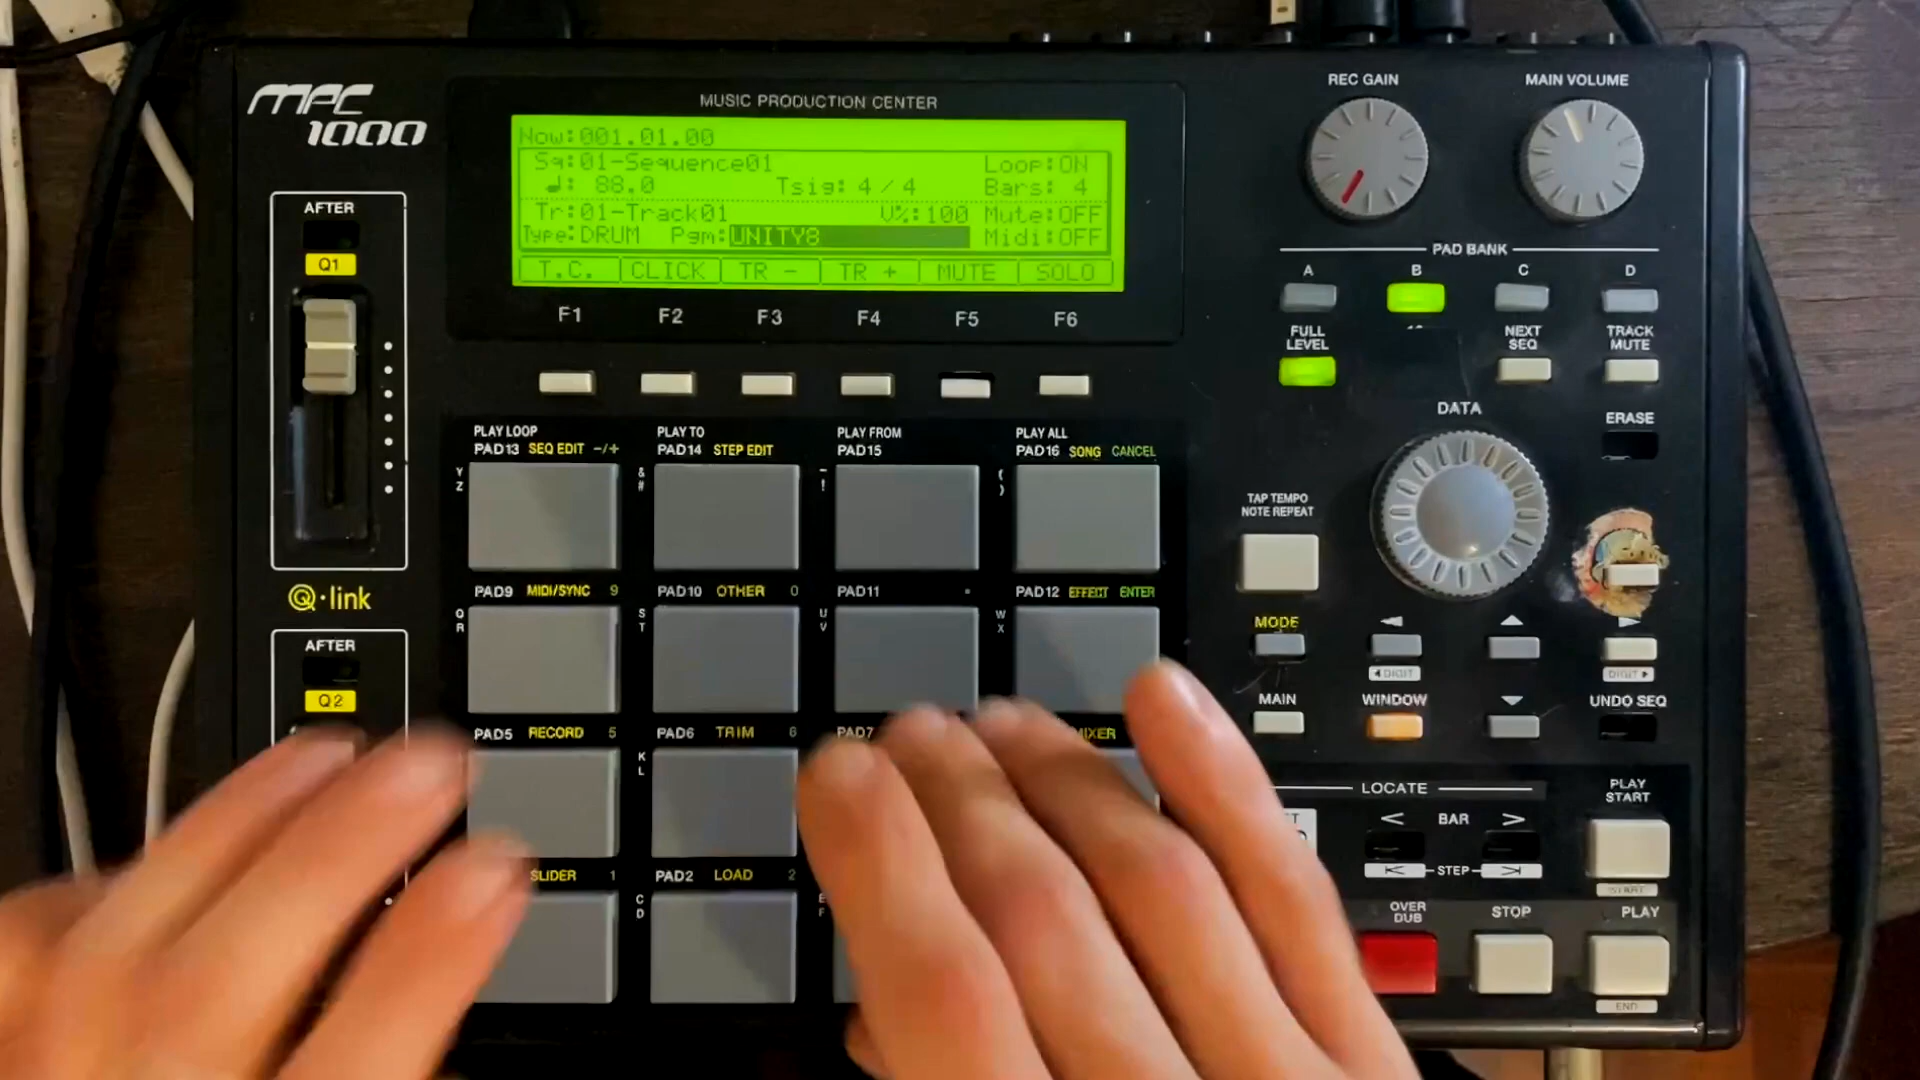 MPC
1000
MUSIC PRODUCTION CENTER
Now:001.01.00
Sq:01-Sequence01 Loop:ON
♩: 88.0 Tsig: 4/4 Bars: 4
Tr:01-Track01 V%:100 Mute:OFF
Type:DRUM Pgm:UNITY8 Midi:OFF
T.C. CLICK TR - TR + MUTE SOLO
F1 F2 F3 F4 F5 F6
REC GAIN
MAIN VOLUME
PAD BANK
A B C D
FULL
LEVEL
NEXT
SEQ
TRACK
MUTE
AFTER
Q1
Q·link
AFTER
Q2
PLAY LOOP
PAD13 SEQ EDIT -/+
Y
Z
PLAY TO
PAD14 STEP EDIT
&
#
PLAY FROM
PAD15
-
!
PLAY ALL
PAD16 SONG CANCEL
(
)
PAD9 MIDI/SYNC 9
Q
R
PAD10 OTHER 0
S
T
PAD11
U
V
PAD12 EFFECT ENTER
W
X
PAD5 RECORD 5
PAD6 TRIM 6
K
L
PAD7
MIXER
SLIDER 1
PAD2 LOAD 2
C
D
E
F
DATA
ERASE
TAP TEMPO
NOTE REPEAT
MODE
◄ DIGIT
DIGIT ►
MAIN
WINDOW
UNDO SEQ
LOCATE
< BAR >
STEP
PLAY
START
START
OVER
DUB
STOP
PLAY
END